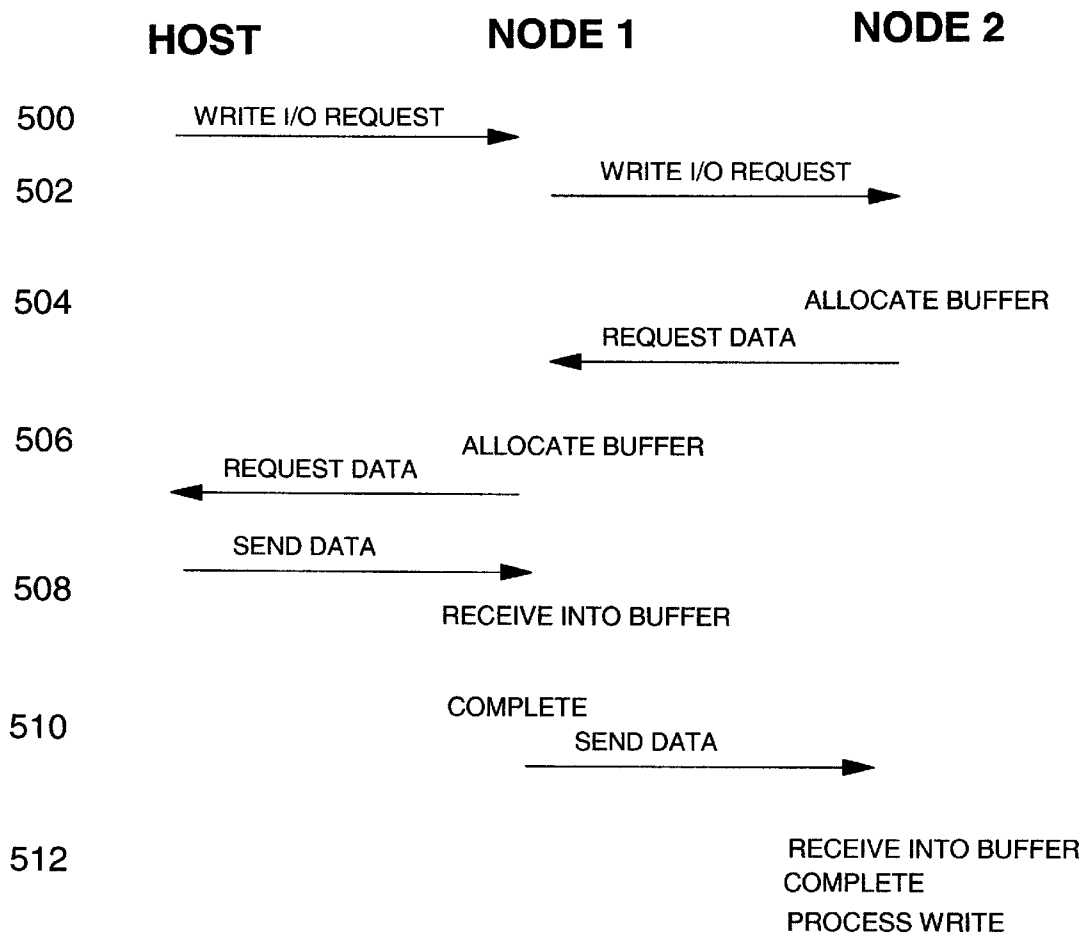 HOST NODE 1 NODE 2
500 WRITE I/O REQUEST
502 WRITE I/O REQUEST
504 ALLOCATE BUFFER
REQUEST DATA
506 ALLOCATE BUFFER
REQUEST DATA
SEND DATA
508
RECEIVE INTO BUFFER
COMPLETE
510
SEND DATA
512 RECEIVE INTO BUFFER
COMPLETE
PROCESS WRITE